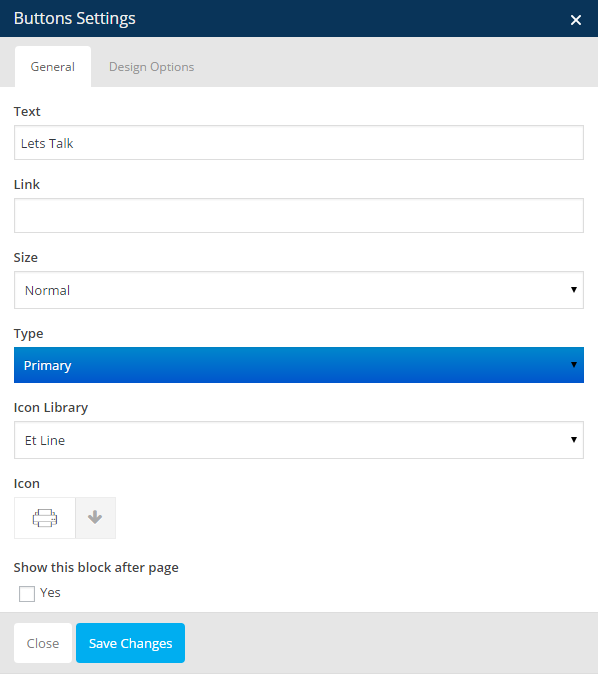 Buttons Settings
General
Design Options
Text
Lets Talk
Link
Size
Normal
Type
Primary
Icon Library
Et Line
Icon
Show this block after page
Yes
Close
Save Changes